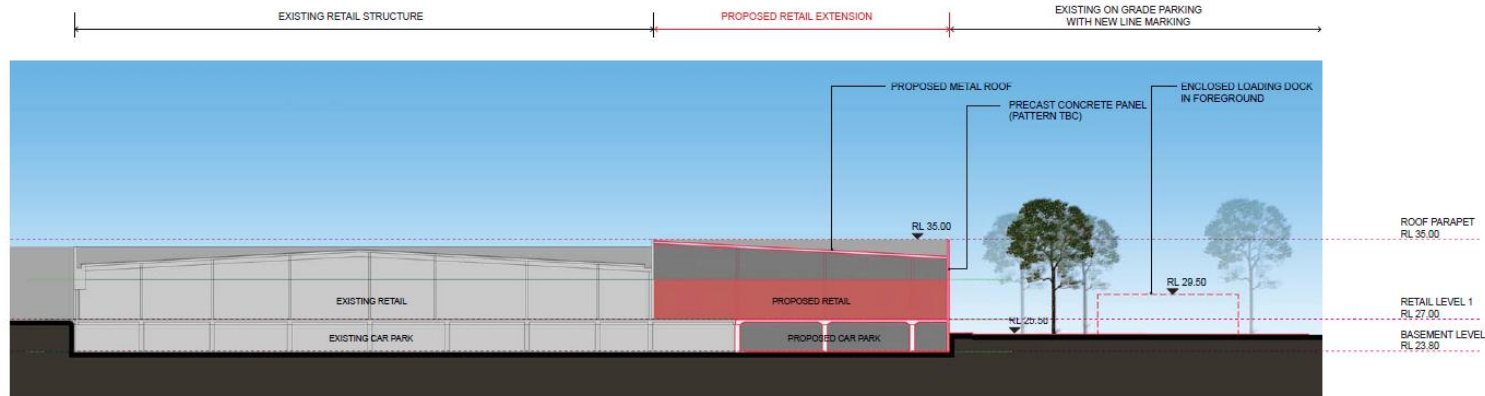 EXISTING RETAIL STRUCTURE
PROPOSED RETAIL EXTENSION
EXISTING ON GRADE PARKING
WITH NEW LINE MARKING
PROPOSED METAL ROOF
ENCLOSED LOADING DOCK
IN FOREGROUND
PRECAST CONCRETE PANEL
(PATTERN TBC)
RL 35.00
ROOF PARAPET
RL 35.00
RL 29.50
EXISTING RETAIL
PROPOSED RETAIL
RETAIL LEVEL 1
RL 27.00
RL 25.50
EXISTING CAR PARK
PROPOSED CAR PARK
BASEMENT LEVEL
RL 23.80